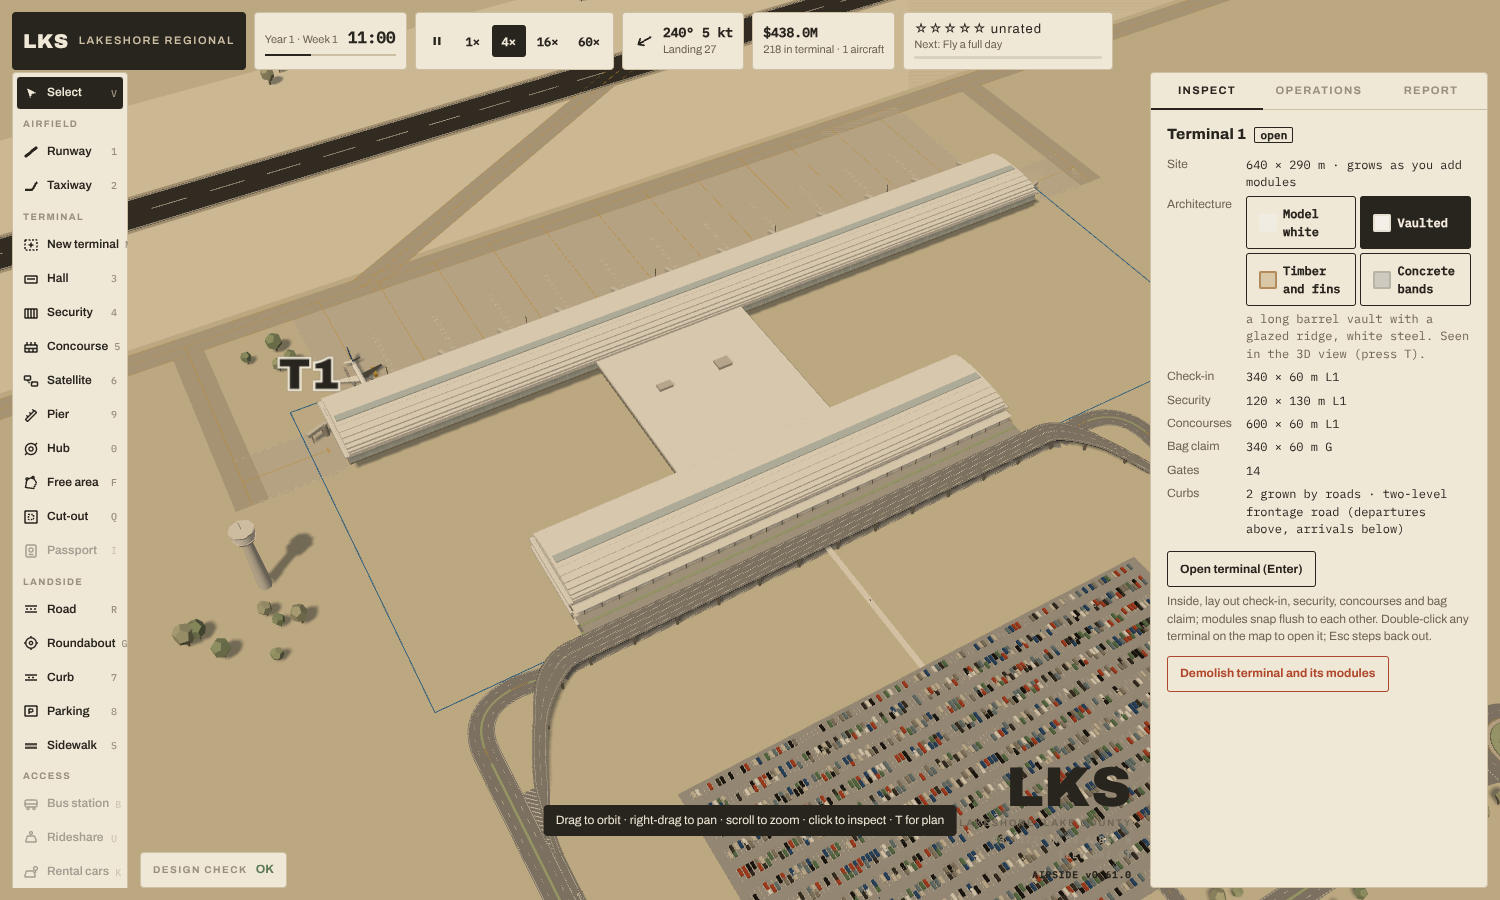 LKS LAKESHORE REGIONAL
Year 1 · Week 1 11:00
1× 4× 16× 60×
240° 5 kt
Landing 27
$438.0M
218 in terminal · 1 aircraft
☆☆☆☆☆ unrated
Next: Fly a full day
Select V
AIRFIELD
Runway 1
Taxiway 2
TERMINAL
New terminal
Hall 3
Security 4
Concourse 5
Satellite 6
Pier 9
Hub 0
Free area F
Cut-out Q
Passport I
LANDSIDE
Road R
Roundabout G
Curb 7
Parking 8
Sidewalk S
ACCESS
Bus station B
Rideshare U
Rental cars K
T1
INSPECT OPERATIONS REPORT
Terminal 1 open
Site 640 × 290 m · grows as you add
modules
Architecture
Model
white
Vaulted
Timber
and fins
Concrete
bands
a long barrel vault with a
glazed ridge, white steel. Seen
in the 3D view (press T).
Check-in 340 × 60 m L1
Security 120 × 130 m L1
Concourses 600 × 60 m L1
Bag claim 340 × 60 m G
Gates 14
Curbs 2 grown by roads · two-level
frontage road (departures
above, arrivals below)
Open terminal (Enter)
Inside, lay out check-in, security, concourses and bag
claim; modules snap flush to each other. Double-click any
terminal on the map to open it; Esc steps back out.
Demolish terminal and its modules
LKS
Drag to orbit · right-drag to pan · scroll to zoom · click to inspect · T for plan
DESIGN CHECK OK
AIRSIDE